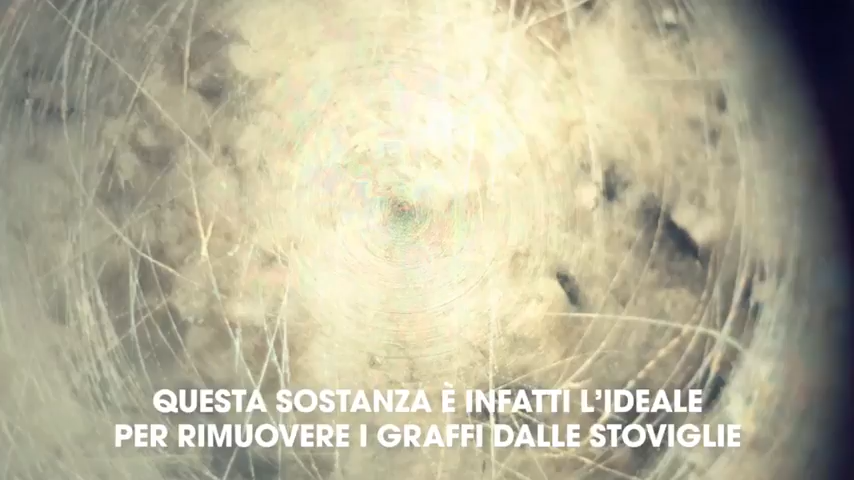 QUESTA SOSTANZA È INFATTI L'IDEALE
PER RIMUOVERE I GRAFFI DALLE STOVIGLIE